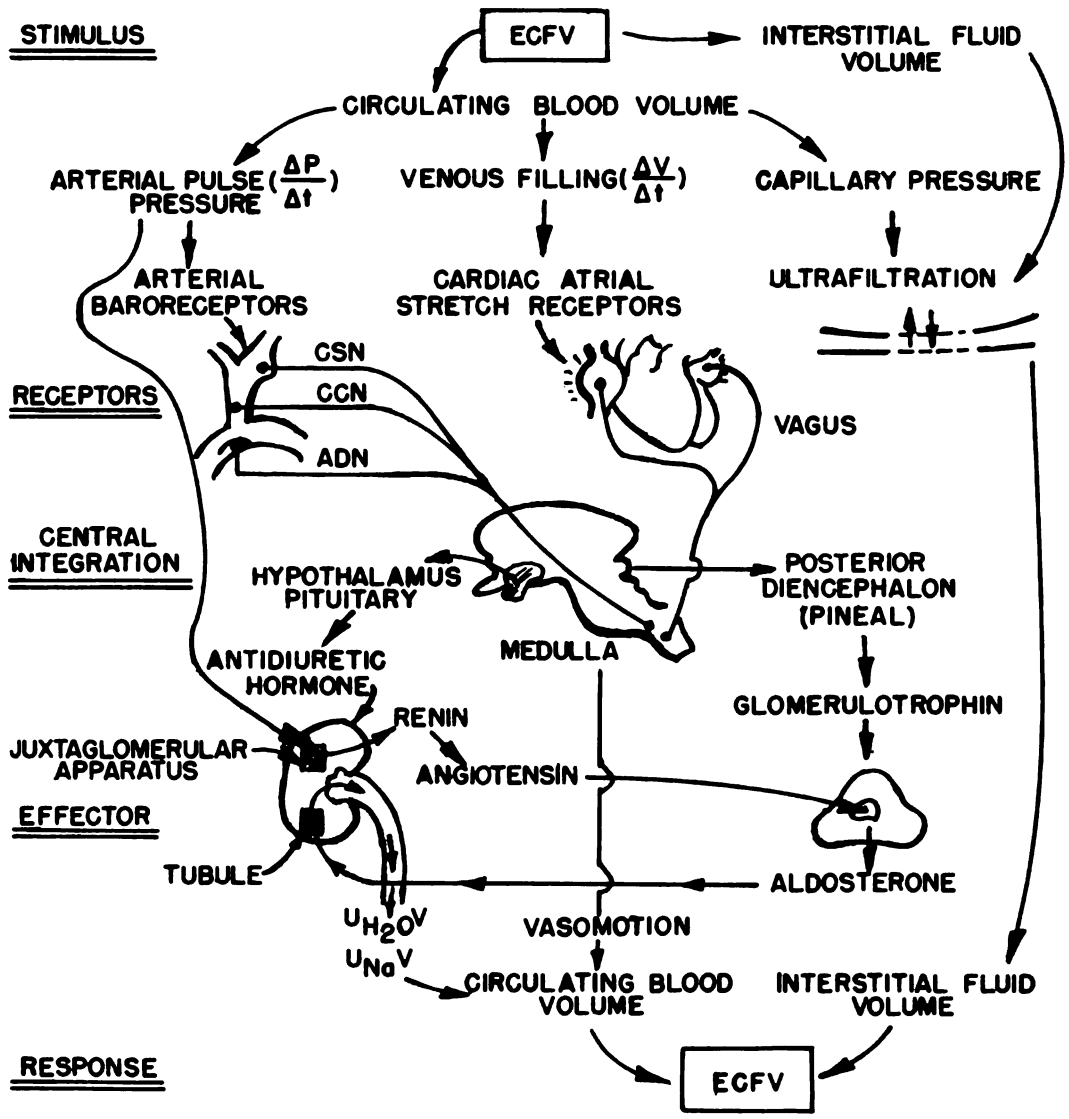 STIMULUS
ECFV
INTERSTITIAL FLUID
VOLUME
CIRCULATING BLOOD VOLUME
ARTERIAL PULSE (ΔP/Δt)
PRESSURE
VENOUS FILLING (ΔV/Δt)
CAPILLARY PRESSURE
ARTERIAL
BARORECEPTORS
CARDIAC ATRIAL
STRETCH RECEPTORS
ULTRAFILTRATION
RECEPTORS
CSN
CCN
ADN
VAGUS
CENTRAL
INTEGRATION
HYPOTHALAMUS
PITUITARY
POSTERIOR
DIENCEPHALON
(PINEAL)
MEDULLA
ANTIDIURETIC
HORMONE
GLOMERULOTROPHIN
RENIN
JUXTAGLOMERULAR
APPARATUS
ANGIOTENSIN
EFFECTOR
TUBULE
ALDOSTERONE
UH2OV
UNaV
VASOMOTION
CIRCULATING BLOOD
VOLUME
INTERSTITIAL FLUID
VOLUME
RESPONSE
ECFV